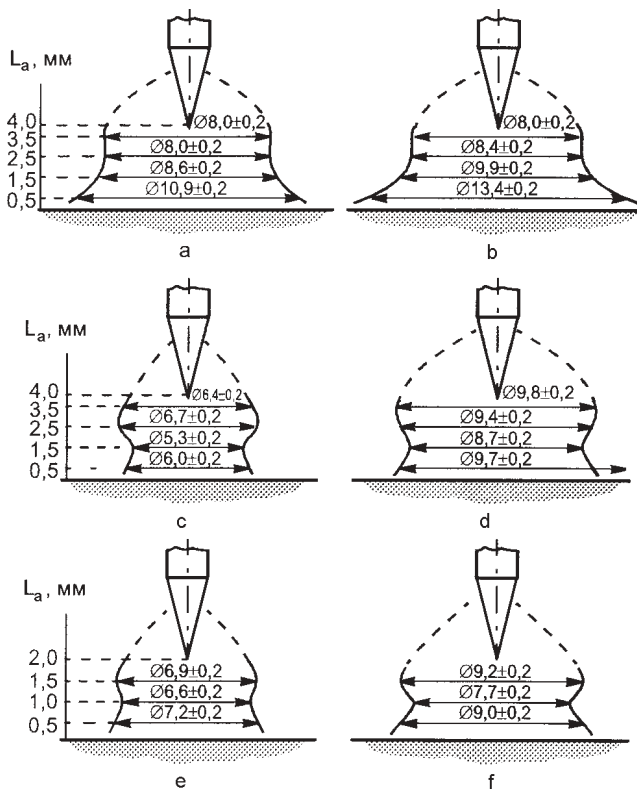 Lа, мм
4,0
3,5
2,5
1,5
0,5
Ø8,0±0,2
Ø8,0±0,2
Ø8,6±0,2
Ø10,9±0,2
a
Ø8,0±0,2
Ø8,4±0,2
Ø9,9±0,2
Ø13,4±0,2
b
Lа, мм
4,0
3,5
2,5
1,5
0,5
Ø6,4±0,2
Ø6,7±0,2
Ø5,3±0,2
Ø6,0±0,2
c
Ø9,8±0,2
Ø9,4±0,2
Ø8,7±0,2
Ø9,7±0,2
d
Lа, мм
2,0
1,5
1,0
0,5
Ø6,9±0,2
Ø6,6±0,2
Ø7,2±0,2
e
Ø9,2±0,2
Ø7,7±0,2
Ø9,0±0,2
f